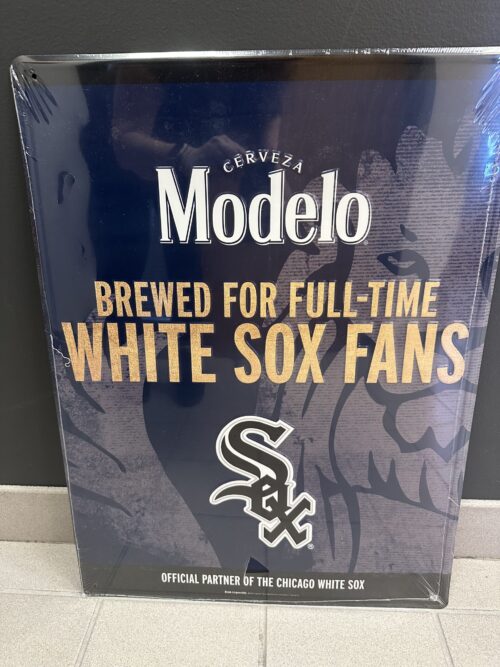 CERVEZA
Modelo
BREWED FOR FULL-TIME
WHITE SOX FANS
Sox
OFFICIAL PARTNER OF THE CHICAGO WHITE SOX